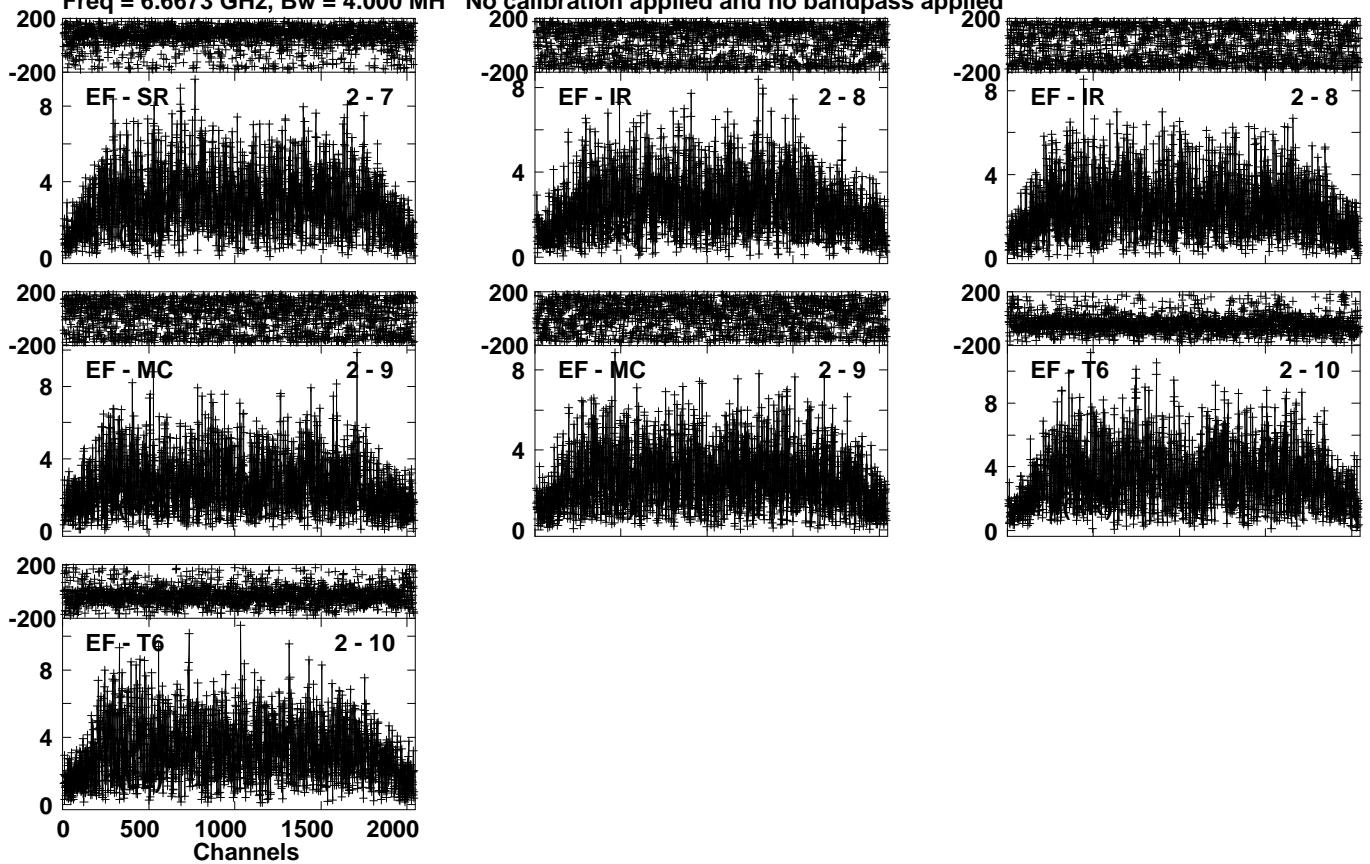 Freq = 6.6673 GHz, Bw = 4.000 MH No calibration applied and no bandpass applied
200 200 200
-200 -200 -200
EF - SR 2 - 7 EF - IR 2 - 8 EF - IR 2 - 8
8 8 8
4 4 4
0 0 0
200 200 200
-200 -200 -200
EF - MC 2 - 9 EF - MC 2 - 9 EF - T6 2 - 10
8 8 8
4 4 4
0 0 0
200
-200
EF - T6 2 - 10
8
4
0
0 500 1000 1500 2000
Channels